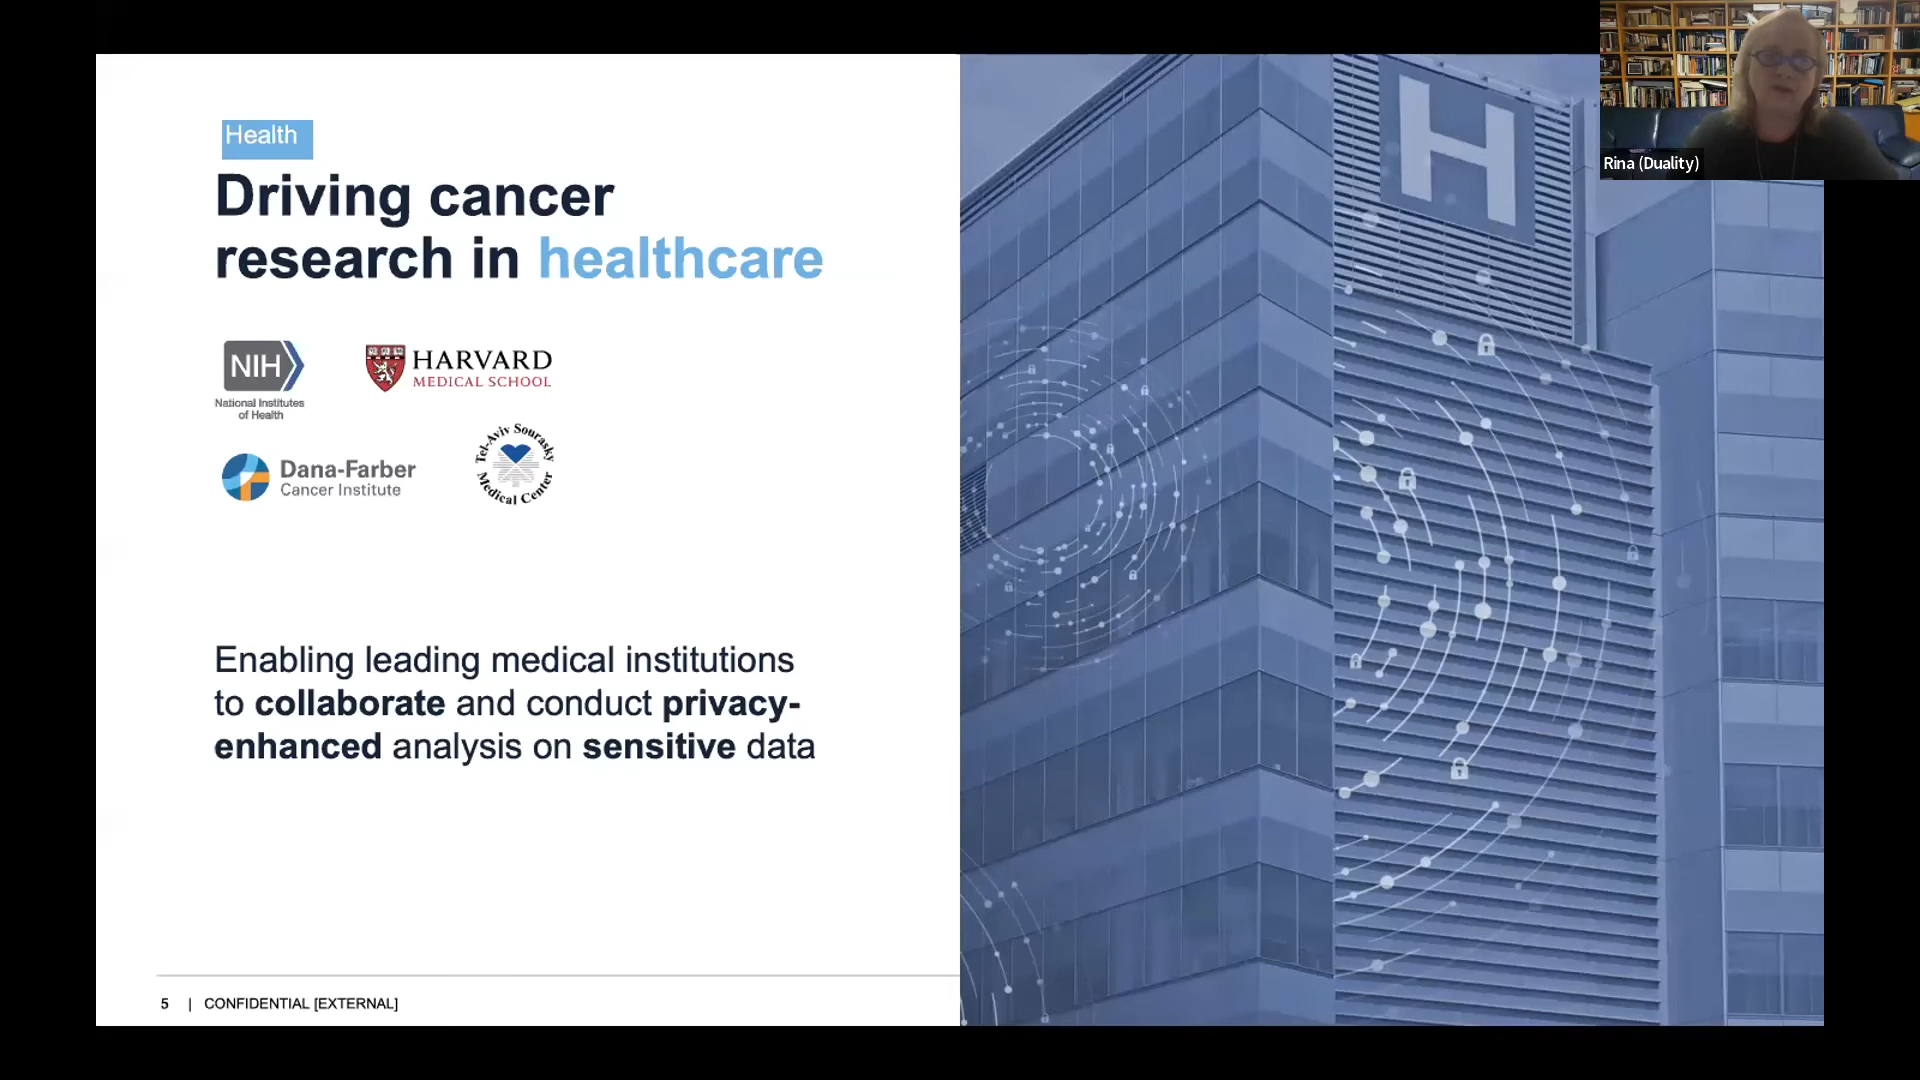 Health
Driving cancer
research in healthcare
NIH
National Institutes
of Health
HARVARD
MEDICAL SCHOOL
Dana-Farber
Cancer Institute
Tel-Aviv Sourasky
Medical Center
Enabling leading medical institutions
to collaborate and conduct privacy-
enhanced analysis on sensitive data
5 | CONFIDENTIAL [EXTERNAL]
H
Rina (Duality)